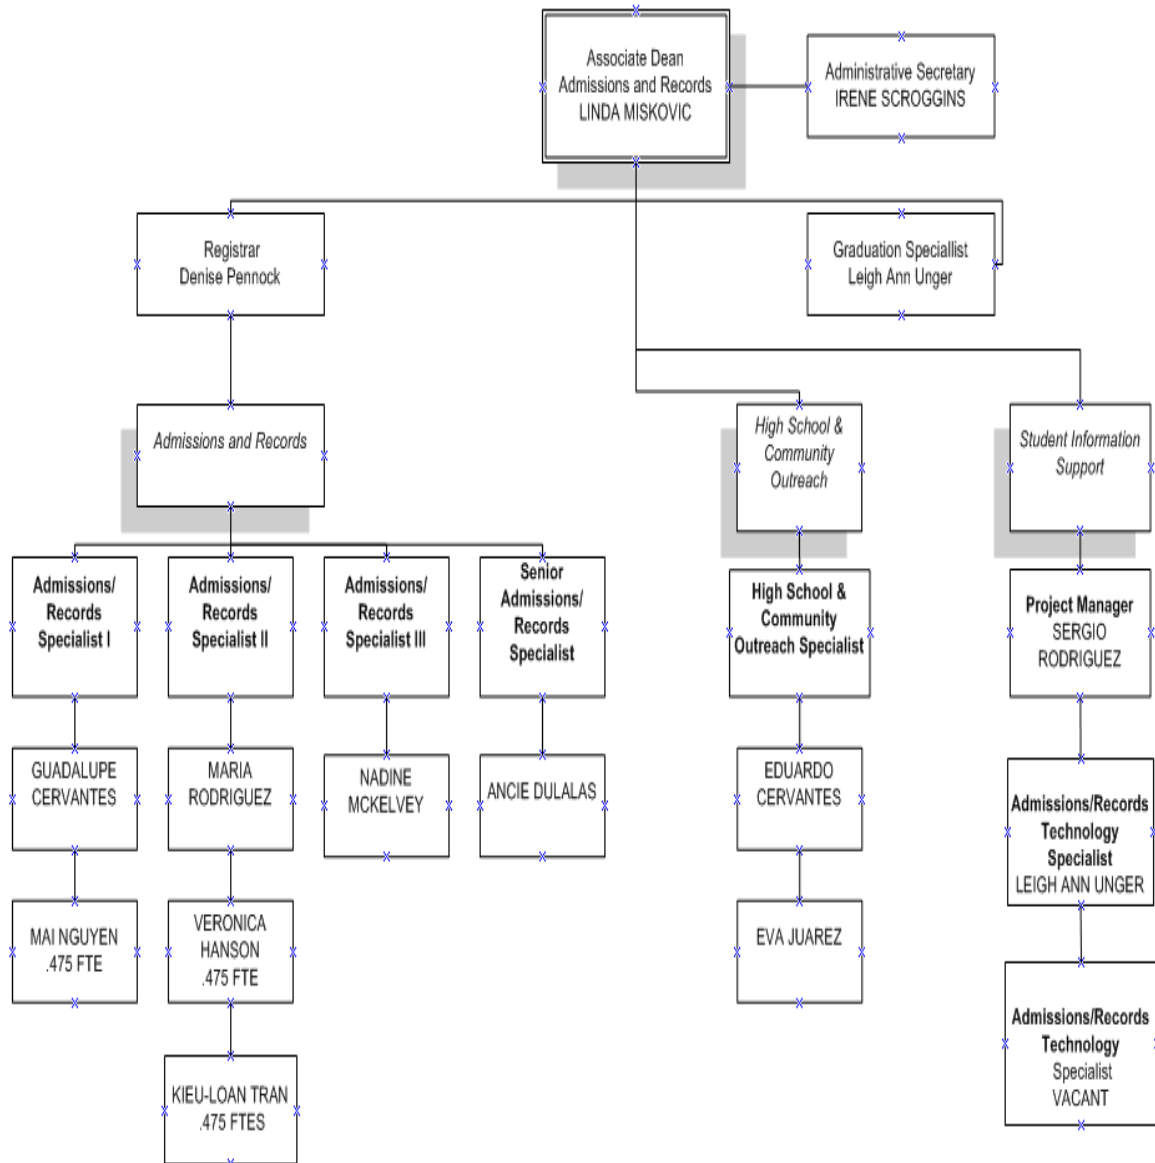 Associate Dean
Admissions and Records
LINDA MISKOVIC
Administrative Secretary
IRENE SCROGGINS
Registrar
Denise Pennock
Graduation Speciallist
Leigh Ann Unger
Admissions and Records
High School &
Community
Outreach
Student Information
Support
Admissions/
Records
Specialist I
Admissions/
Records
Specialist II
Admissions/
Records
Specialist III
Senior
Admissions/
Records
Specialist
High School &
Community
Outreach Specialist
Project Manager
SERGIO
RODRIGUEZ
GUADALUPE
CERVANTES
MARIA
RODRIGUEZ
NADINE
MCKELVEY
ANCIE DULALAS
EDUARDO
CERVANTES
Admissions/Records
Technology
Specialist
LEIGH ANN UNGER
MAI NGUYEN
.475 FTE
VERONICA
HANSON
.475 FTE
EVA JUAREZ
Admissions/Records
Technology
Specialist
VACANT
KIEU-LOAN TRAN
.475 FTES